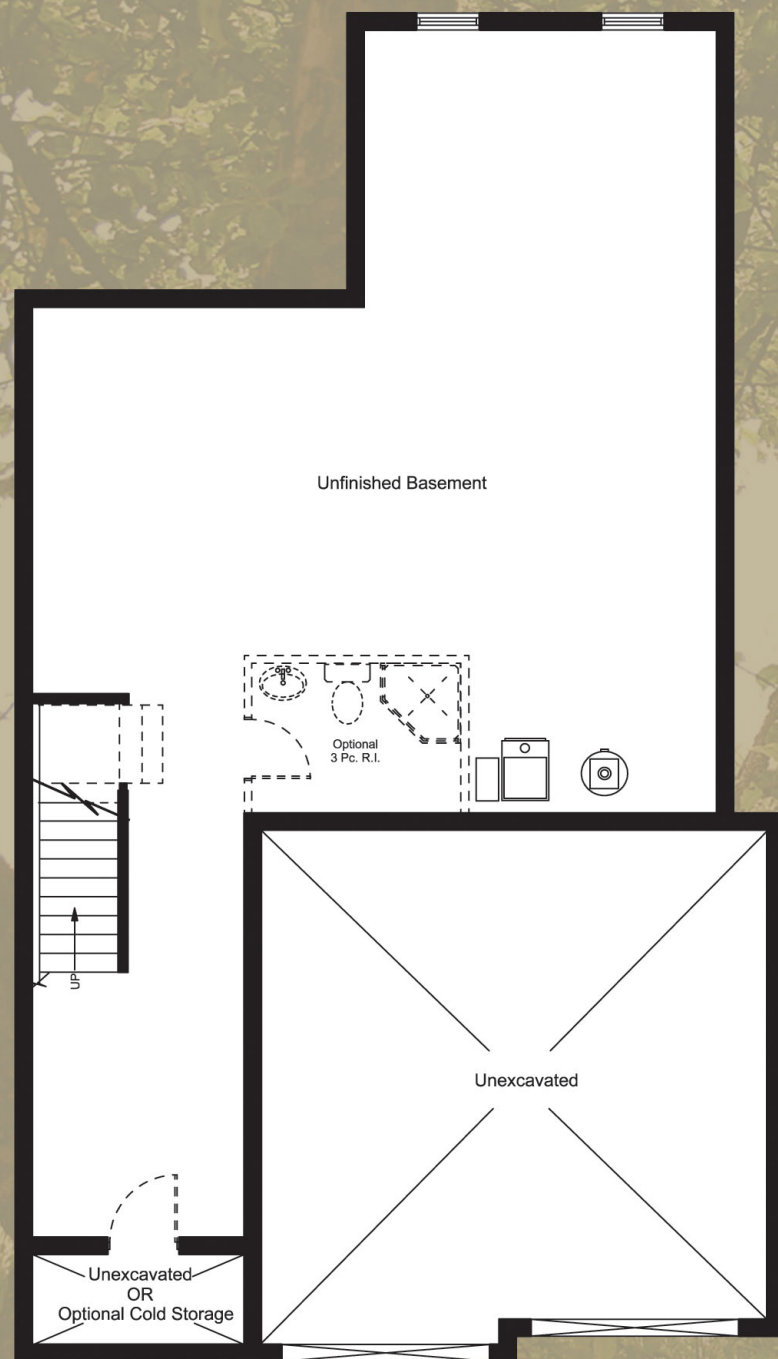 Unfinished Basement
Optional
3 Pc. R.I.
UP
Unexcavated
Unexcavated
OR
Optional Cold Storage